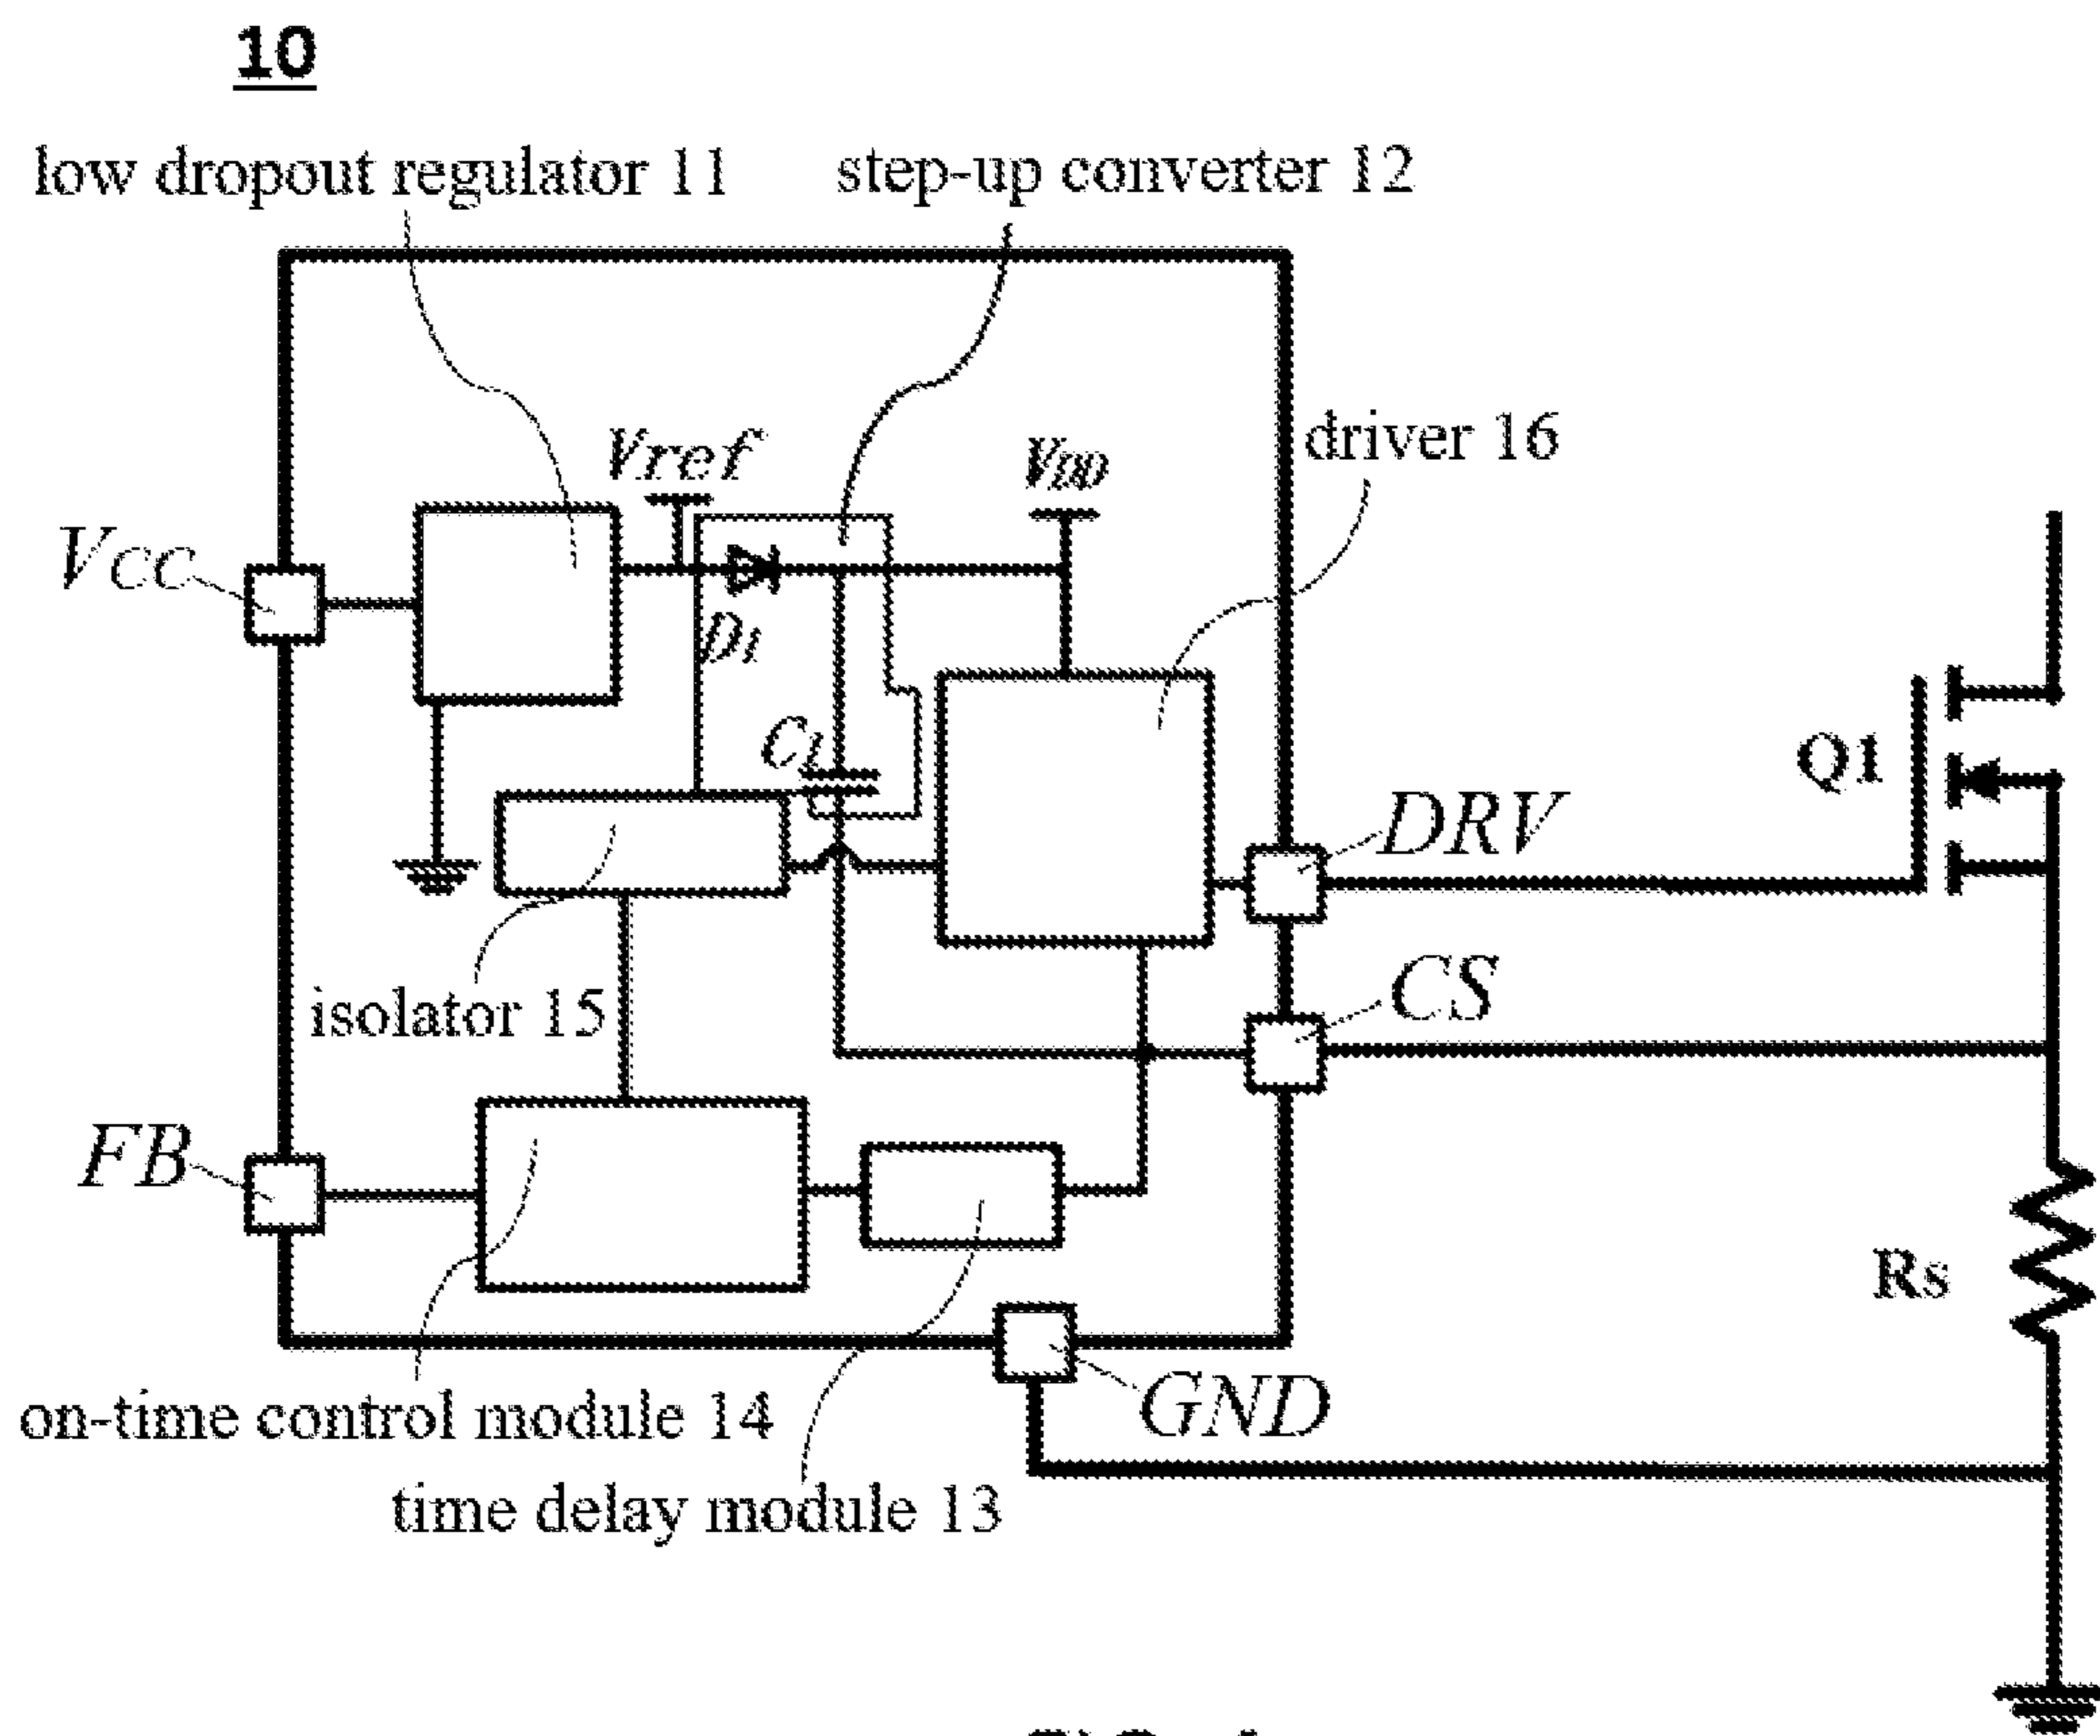 10
low dropout regulator 11
step-up converter 12
driver 16
Vref
VDD
VCC
D1
C1
Q1
DRV
CS
isolator 15
FB
Rs
GND
on-time control module 14
time delay module 13